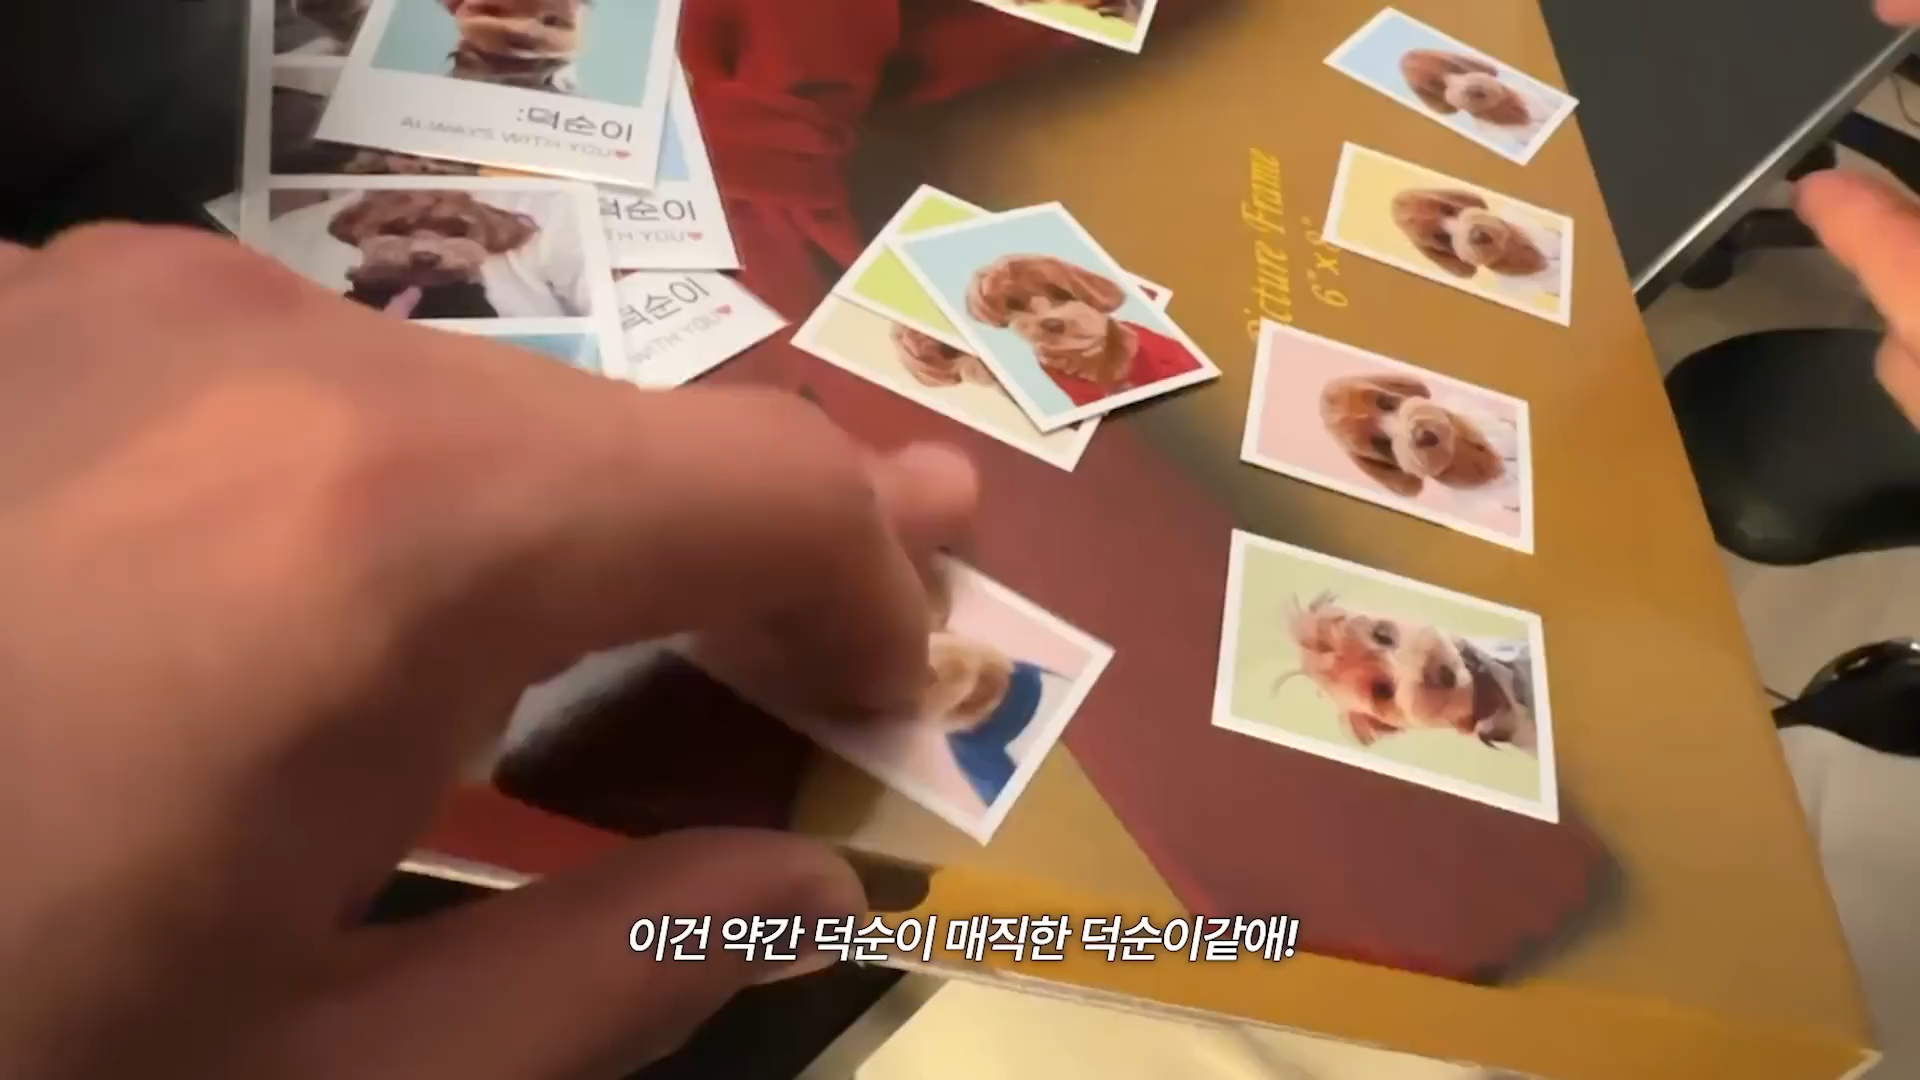 :덕순이
ALWAYS WITH YOU♥
덕순이
TH YOU♥
덕순이
WITH YOU♥
Picture Frame
6"x8"
이건 약간 덕순이 매직한 덕순이같애!